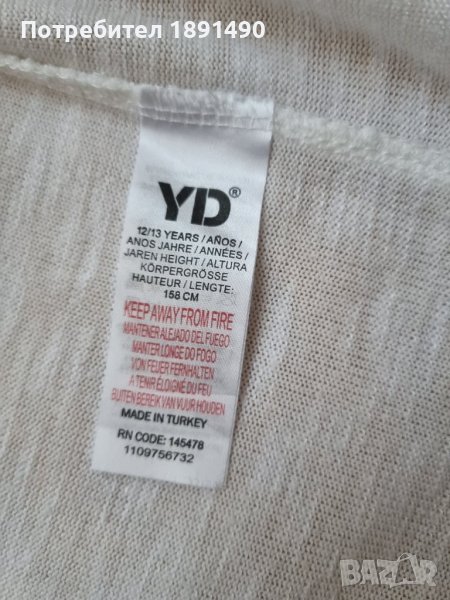 Потребител 1891490
YD®
12/13 YEARS / AÑOS /
ANOS JAHRE / ANNÉES /
JAREN HEIGHT / ALTURA
KÖRPERGRÖSSE
HAUTEUR / LENGTE:
158 CM
KEEP AWAY FROM FIRE
MANTENER ALEJADO DEL FUEGO
MANTER LONGE DO FOGO
VON FEUER FERNHALTEN
A TENIR ÉLOIGNÉ DU FEU
BUITEN BEREIK VAN VUUR HOUDEN
MADE IN TURKEY
RN CODE: 145478
1109756732
BAZAR